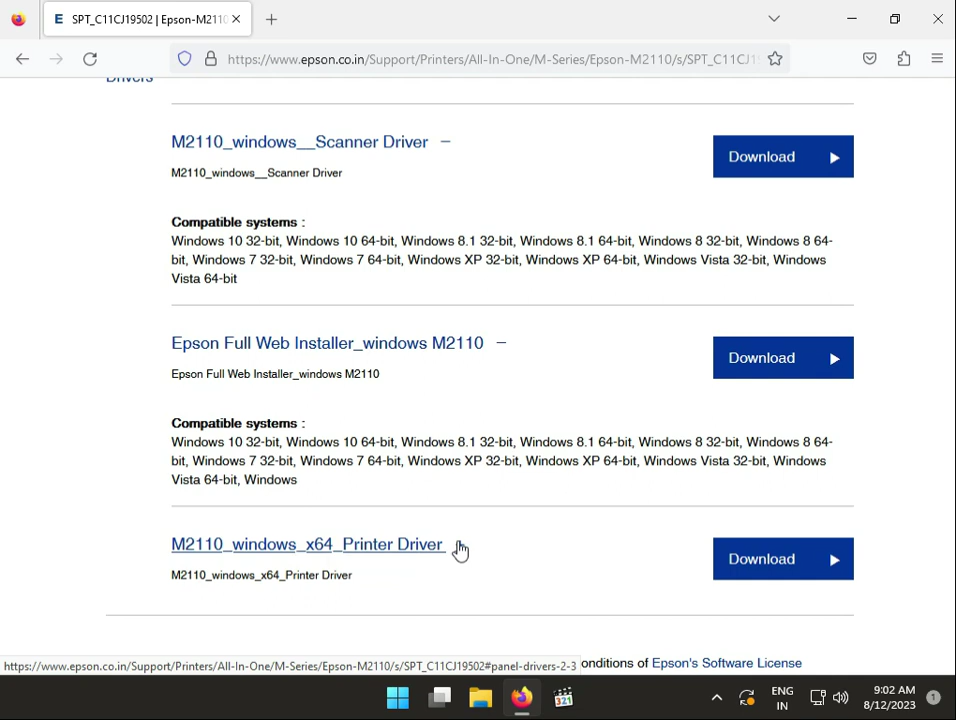 SPT_C11CJ19502 | Epson-M2110
https://www.epson.co.in/Support/Printers/All-In-One/M-Series/Epson-M2110/s/SPT_C11CJ1
Drivers
M2110_windows__Scanner Driver –
Download
M2110_windows__Scanner Driver
Compatible systems :
Windows 10 32-bit, Windows 10 64-bit, Windows 8.1 32-bit, Windows 8.1 64-bit, Windows 8 32-bit, Windows 8 64-
bit, Windows 7 32-bit, Windows 7 64-bit, Windows XP 32-bit, Windows XP 64-bit, Windows Vista 32-bit, Windows
Vista 64-bit
Epson Full Web Installer_windows M2110 –
Download
Epson Full Web Installer_windows M2110
Compatible systems :
Windows 10 32-bit, Windows 10 64-bit, Windows 8.1 32-bit, Windows 8.1 64-bit, Windows 8 32-bit, Windows 8 64-
bit, Windows 7 32-bit, Windows 7 64-bit, Windows XP 32-bit, Windows XP 64-bit, Windows Vista 32-bit, Windows
Vista 64-bit, Windows
M2110_windows_x64_Printer Driver
Download
M2110_windows_x64_Printer Driver
https://www.epson.co.in/Support/Printers/All-In-One/M-Series/Epson-M2110/s/SPT_C11CJ19502#panel-drivers-2-3
onditions of Epson's Software License
321
ENG
IN
9:02 AM
8/12/2023
1